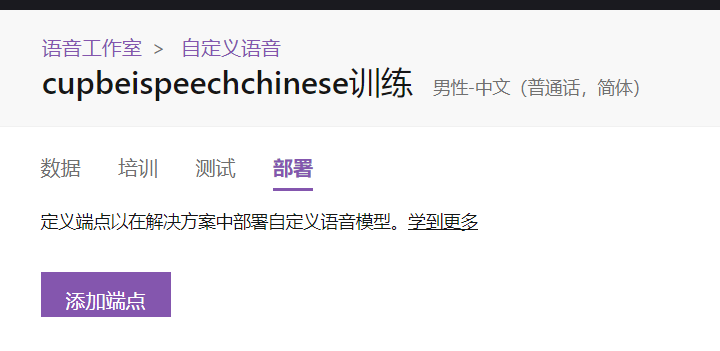 语音工作室 > 自定义语音
cupbeispeechchinese训练 男性-中文（普通话，简体）
数据 培训 测试 部署
定义端点以在解决方案中部署自定义语音模型。学到更多
添加端点